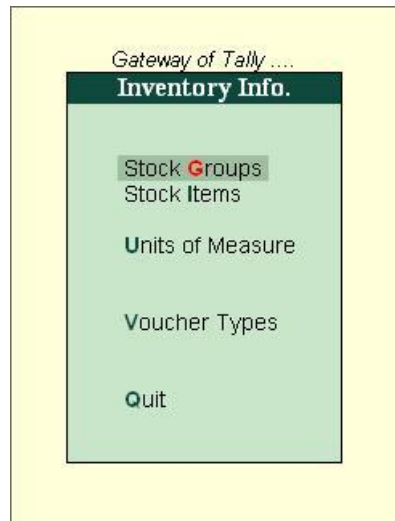 Gateway of Tally ....
Inventory Info.
Stock Groups
Stock Items
Units of Measure
Voucher Types
Quit